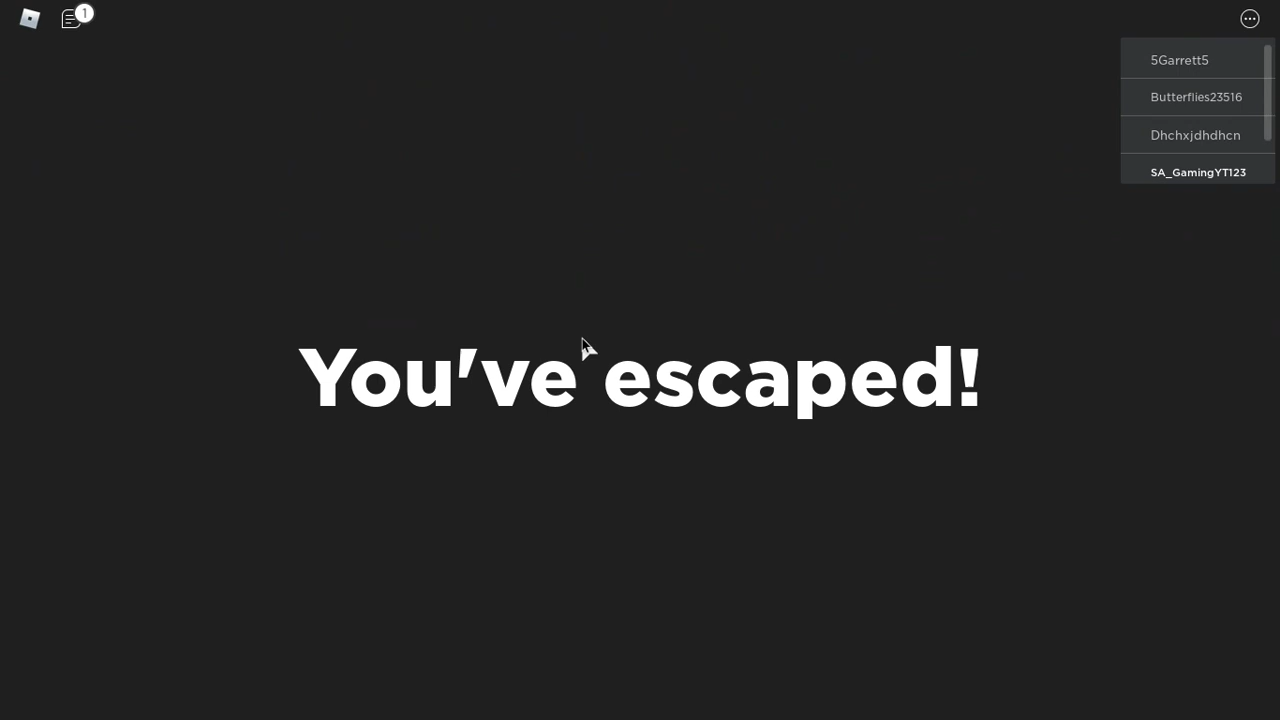 1
5Garrett5
Butterflies23516
Dhchxjdhdhcn
SA_GamingYT123
You've escaped!